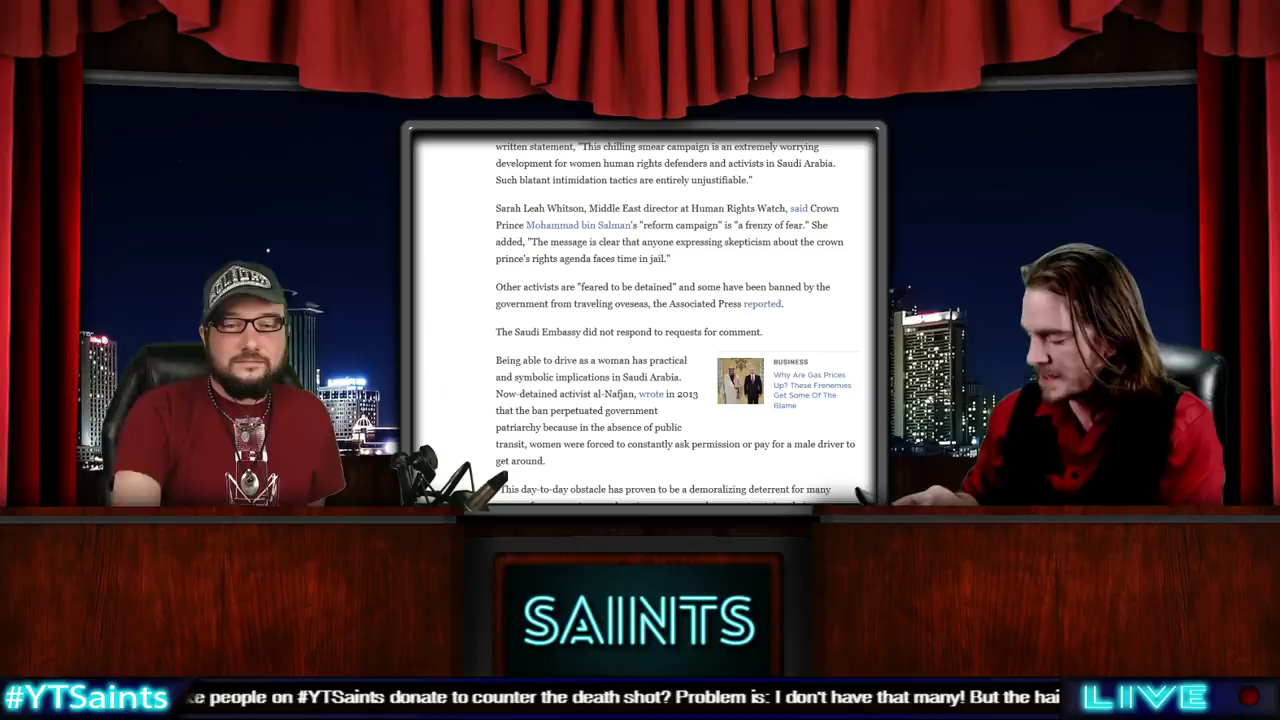 written statement, "This chilling smear campaign is an extremely worrying
development for women human rights defenders and activists in Saudi Arabia.
Such blatant intimidation tactics are entirely unjustifiable."
Sarah Leah Whitson, Middle East director at Human Rights Watch, said Crown
Prince Mohammad bin Salman's "reform campaign" is "a frenzy of fear." She
added, "The message is clear that anyone expressing skepticism about the crown
prince's rights agenda faces time in jail."
Other activists are "feared to be detained" and some have been banned by the
government from traveling oveseas, the Associated Press reported.
The Saudi Embassy did not respond to requests for comment.
Being able to drive as a woman has practical
and symbolic implications in Saudi Arabia.
Now-detained activist al-Nafjan, wrote in 2013
that the ban perpetuated government
patriarchy because in the absence of public
transit, women were forced to constantly ask permission or pay for a male driver to
get around.
This day-to-day obstacle has proven to be a demoralizing deterrent for many
BUSINESS
Why Are Gas Prices
Up? These Frenemies
Get Some Of The
Blame
SAIINTS
#YTSaints
ke people on #YTSaints donate to counter the death shot? Problem is: I don't have that many! But the hai
LIVE